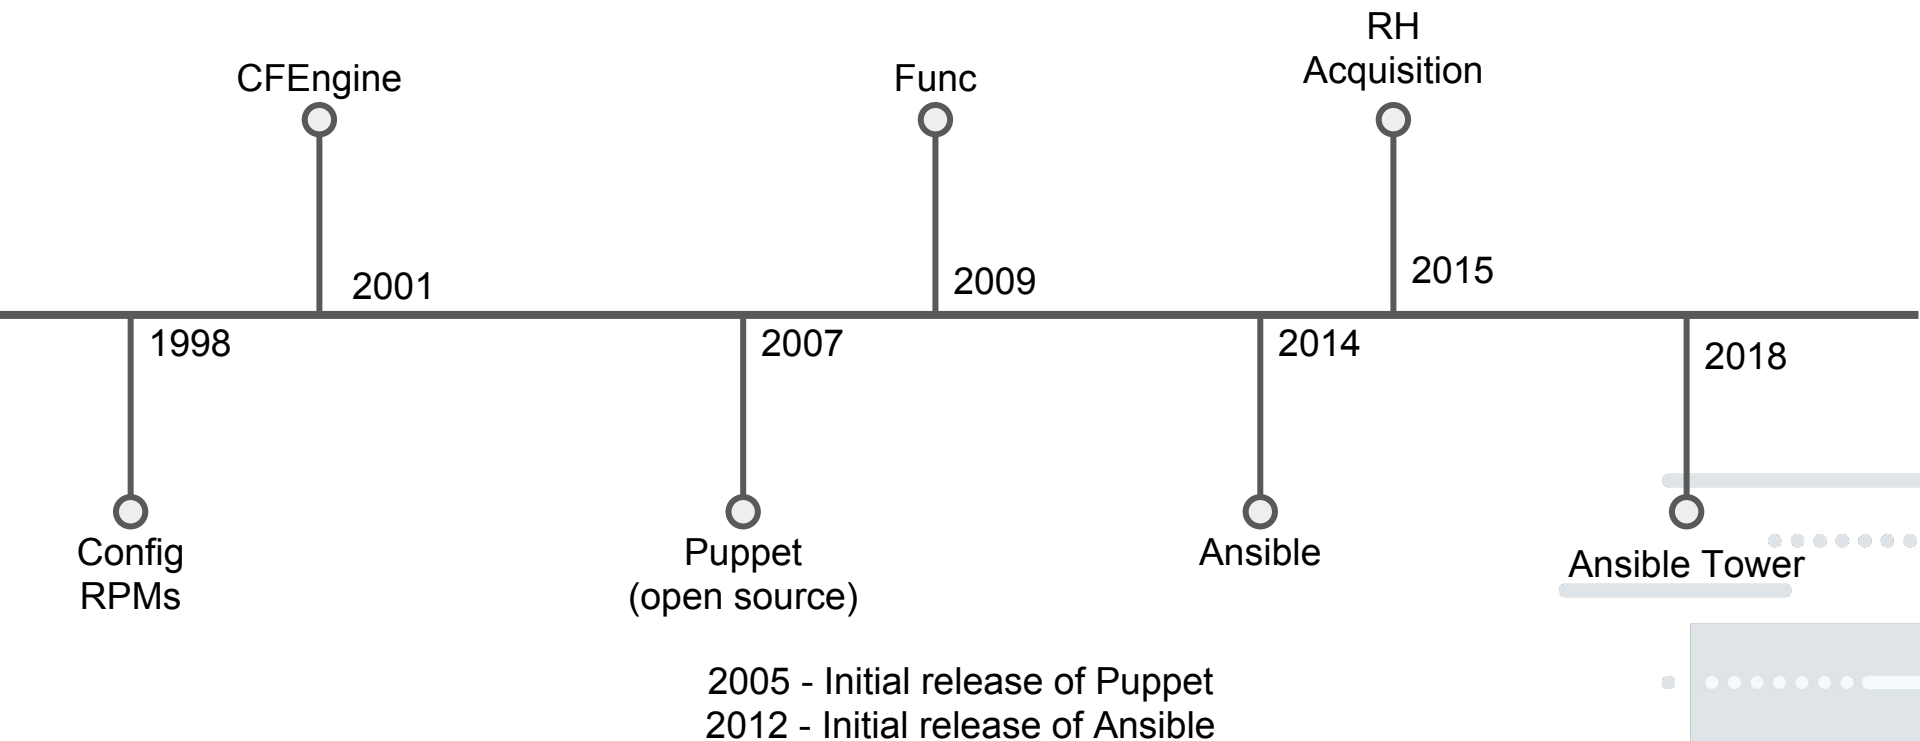 RH
Acquisition
CFEngine
Func
2001
2009
2015
1998
2007
2014
2018
Config
RPMs
Puppet
(open source)
Ansible
Ansible Tower
2005 - Initial release of Puppet
2012 - Initial release of Ansible